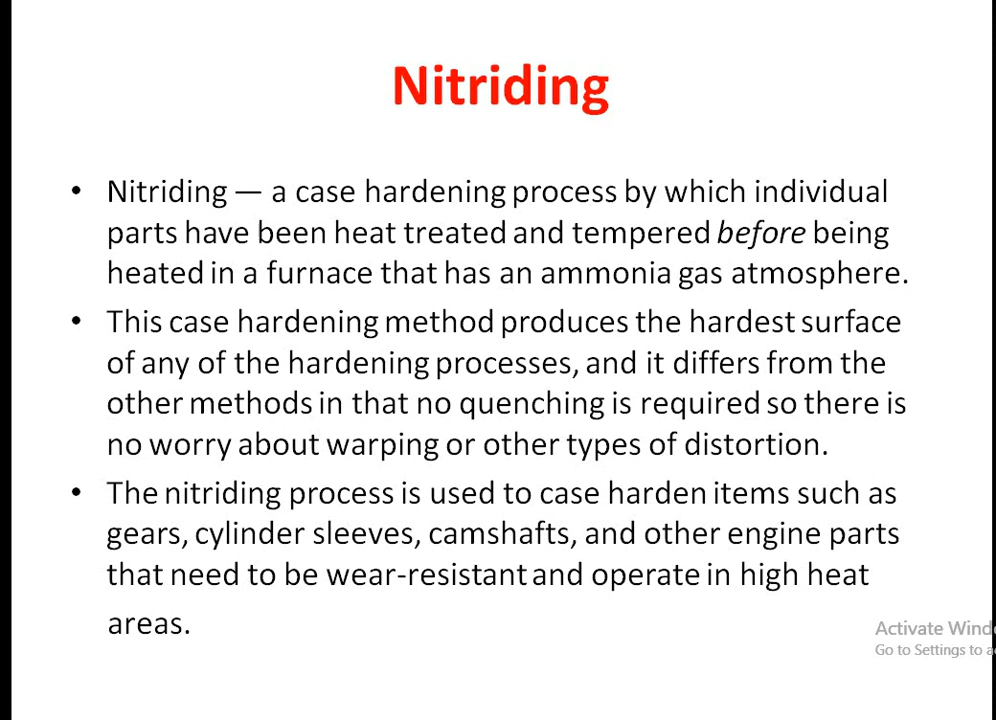 Nitriding
• Nitriding — a case hardening process by which individual
parts have been heat treated and tempered before being
heated in a furnace that has an ammonia gas atmosphere.
• This case hardening method produces the hardest surface
of any of the hardening processes, and it differs from the
other methods in that no quenching is required so there is
no worry about warping or other types of distortion.
• The nitriding process is used to case harden items such as
gears, cylinder sleeves, camshafts, and other engine parts
that need to be wear-resistant and operate in high heat
areas.
Activate Wind
Go to Settings to a